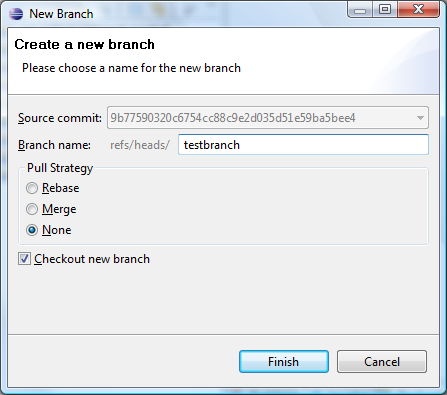 New Branch
Create a new branch
Please choose a name for the new branch
Source commit: 9b77590320c6754cc88c9e2d035d51e59ba5bee4
Branch name: refs/heads/ testbranch
Pull Strategy
Rebase
Merge
None
Checkout new branch
Finish Cancel